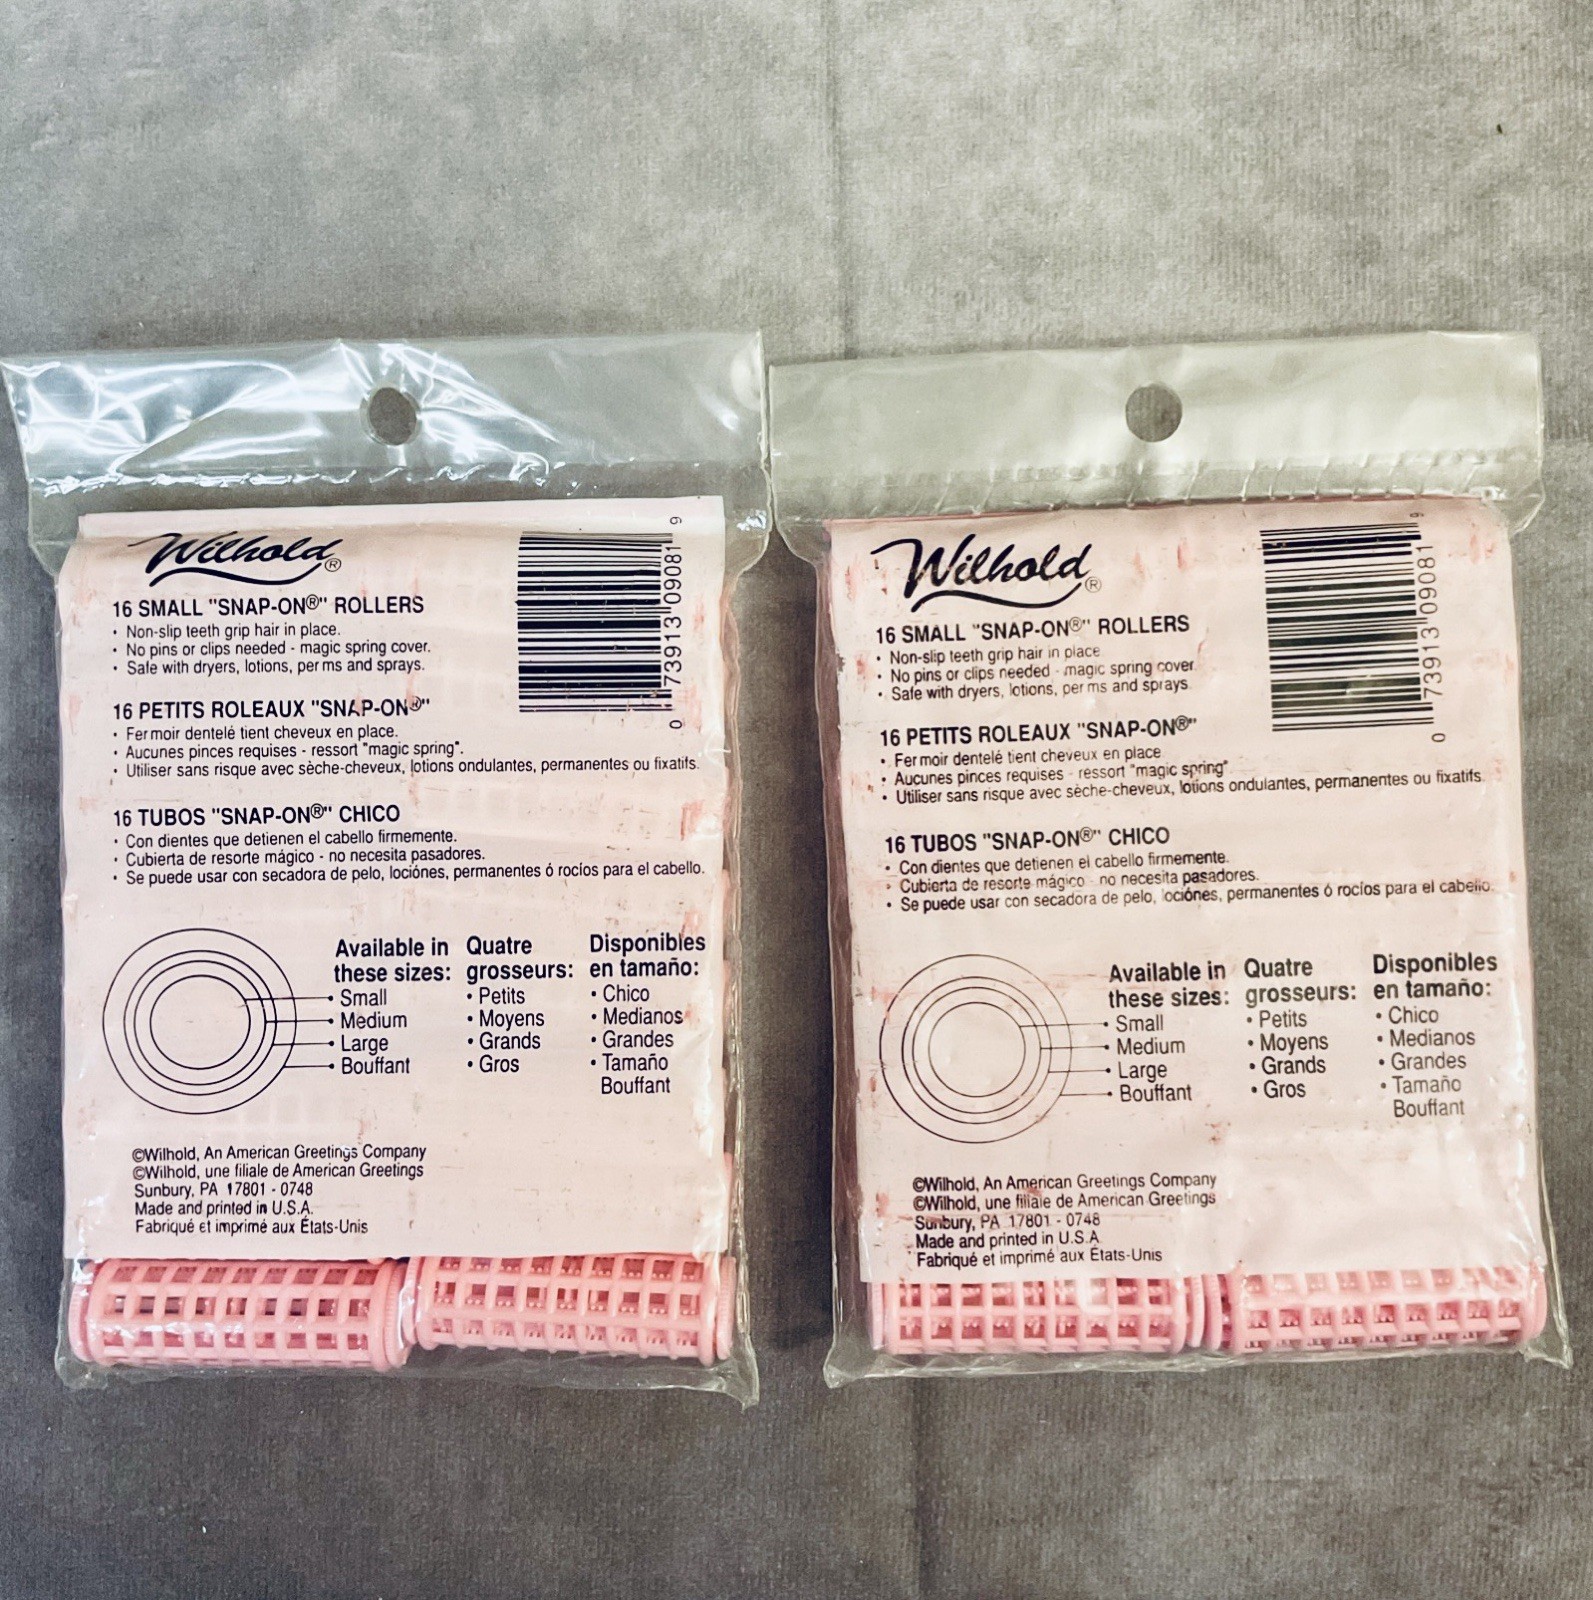 Wilhold®
16 SMALL "SNAP-ON®" ROLLERS
• Non-slip teeth grip hair in place.
• No pins or clips needed - magic spring cover.
• Safe with dryers, lotions, perms and sprays.
16 PETITS ROLEAUX "SNAP-ON®"
• Fermoir dentelé tient cheveux en place.
• Aucunes pinces requises - ressort "magic spring".
• Utiliser sans risque avec sèche-cheveux, lotions ondulantes, permanentes ou fixatifs.
16 TUBOS "SNAP-ON®" CHICO
• Con dientes que detienen el cabello firmemente.
• Cubierta de resorte mágico - no necesita pasadores.
• Se puede usar con secadora de pelo, lociónes, permanentes ó rocíos para el cabello.
0 73913 09081 9
Available in these sizes:
• Small
• Medium
• Large
• Bouffant
Quatre grosseurs:
• Petits
• Moyens
• Grands
• Gros
Disponibles en tamaño:
• Chico
• Medianos
• Grandes
• Tamaño
Bouffant
©Wilhold, An American Greetings Company
©Wilhold, une filiale de American Greetings
Sunbury, PA 17801 - 0748
Made and printed in U.S.A.
Fabriqué et imprimé aux États-Unis
Wilhold®
16 SMALL "SNAP-ON®" ROLLERS
• Non-slip teeth grip hair in place
• No pins or clips needed - magic spring cover
• Safe with dryers, lotions, perms and sprays
16 PETITS ROLEAUX "SNAP-ON®"
• Fermoir dentelé tient cheveux en place
• Aucunes pinces requises - ressort "magic spring"
• Utiliser sans risque avec sèche-cheveux, lotions ondulantes, permanentes ou fixatifs
16 TUBOS "SNAP-ON®" CHICO
• Con dientes que detienen el cabello firmemente.
• Cubierta de resorte mágico - no necesita pasadores.
• Se puede usar con secadora de pelo, lociónes, permanentes ó rocíos para el cabello.
0 73913 09081 9
Available in these sizes:
• Small
• Medium
• Large
• Bouffant
Quatre grosseurs:
• Petits
• Moyens
• Grands
• Gros
Disponibles en tamaño:
• Chico
• Medianos
• Grandes
• Tamaño
Bouffant
©Wilhold, An American Greetings Company
©Wilhold, une filiale de American Greetings
Sunbury, PA 17801 - 0748
Made and printed in U.S.A
Fabriqué et imprimé aux États-Unis